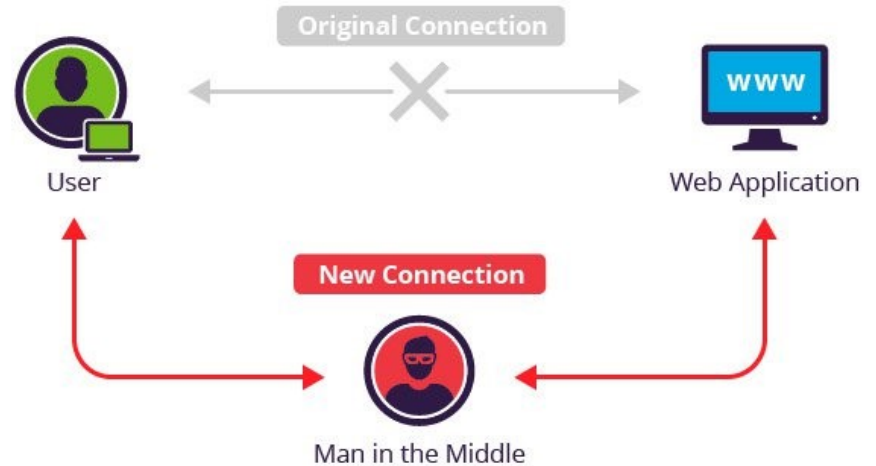 Original Connection
www
User
Web Application
New Connection
Man in the Middle